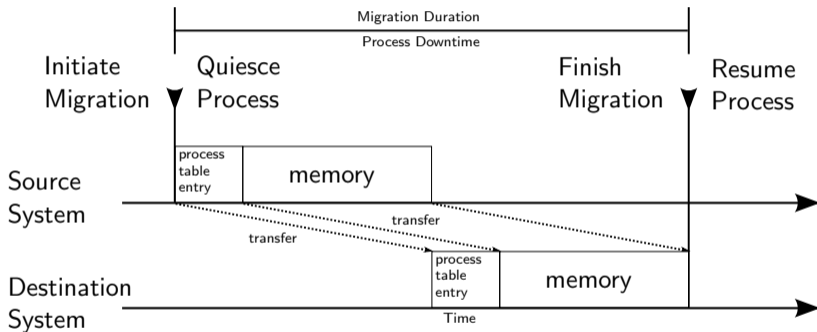 Migration Duration
Process Downtime
Initiate
Migration
Quiesce
Process
Finish
Migration
Resume
Process
Source
System
process
table
entry
memory
transfer
transfer
Destination
System
process
table
entry
memory
Time